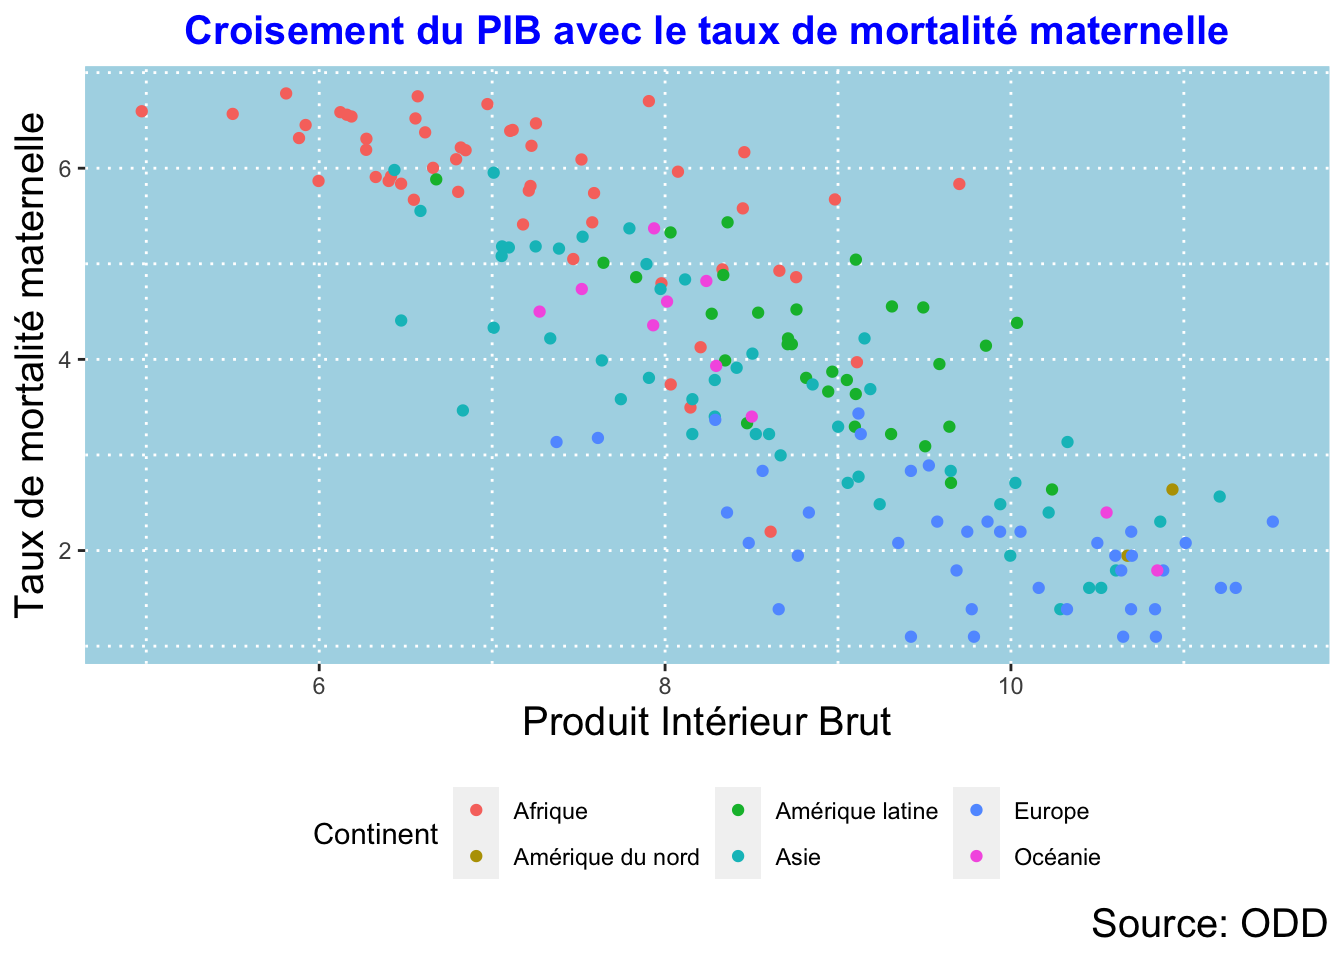 Croisement du PIB avec le taux de mortalité maternelle
Taux de mortalité maternelle
6
4
2
6 8 10
Produit Intérieur Brut
Continent
Afrique Amérique latine Europe
Amérique du nord Asie Océanie
Source: ODD